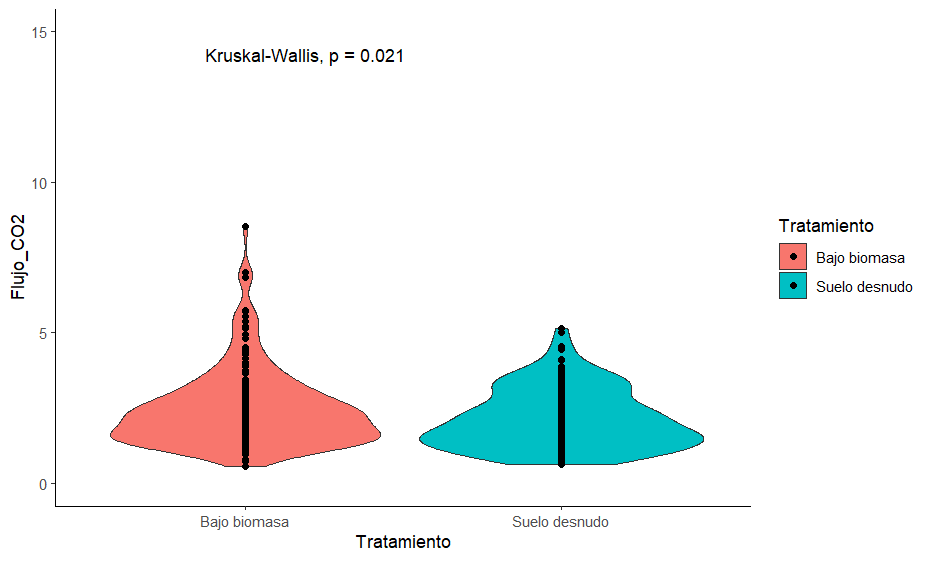 15
Kruskal-Wallis, p = 0.021
10
5
0
Flujo_CO2
Bajo biomasa
Suelo desnudo
Tratamiento
Tratamiento
Bajo biomasa
Suelo desnudo